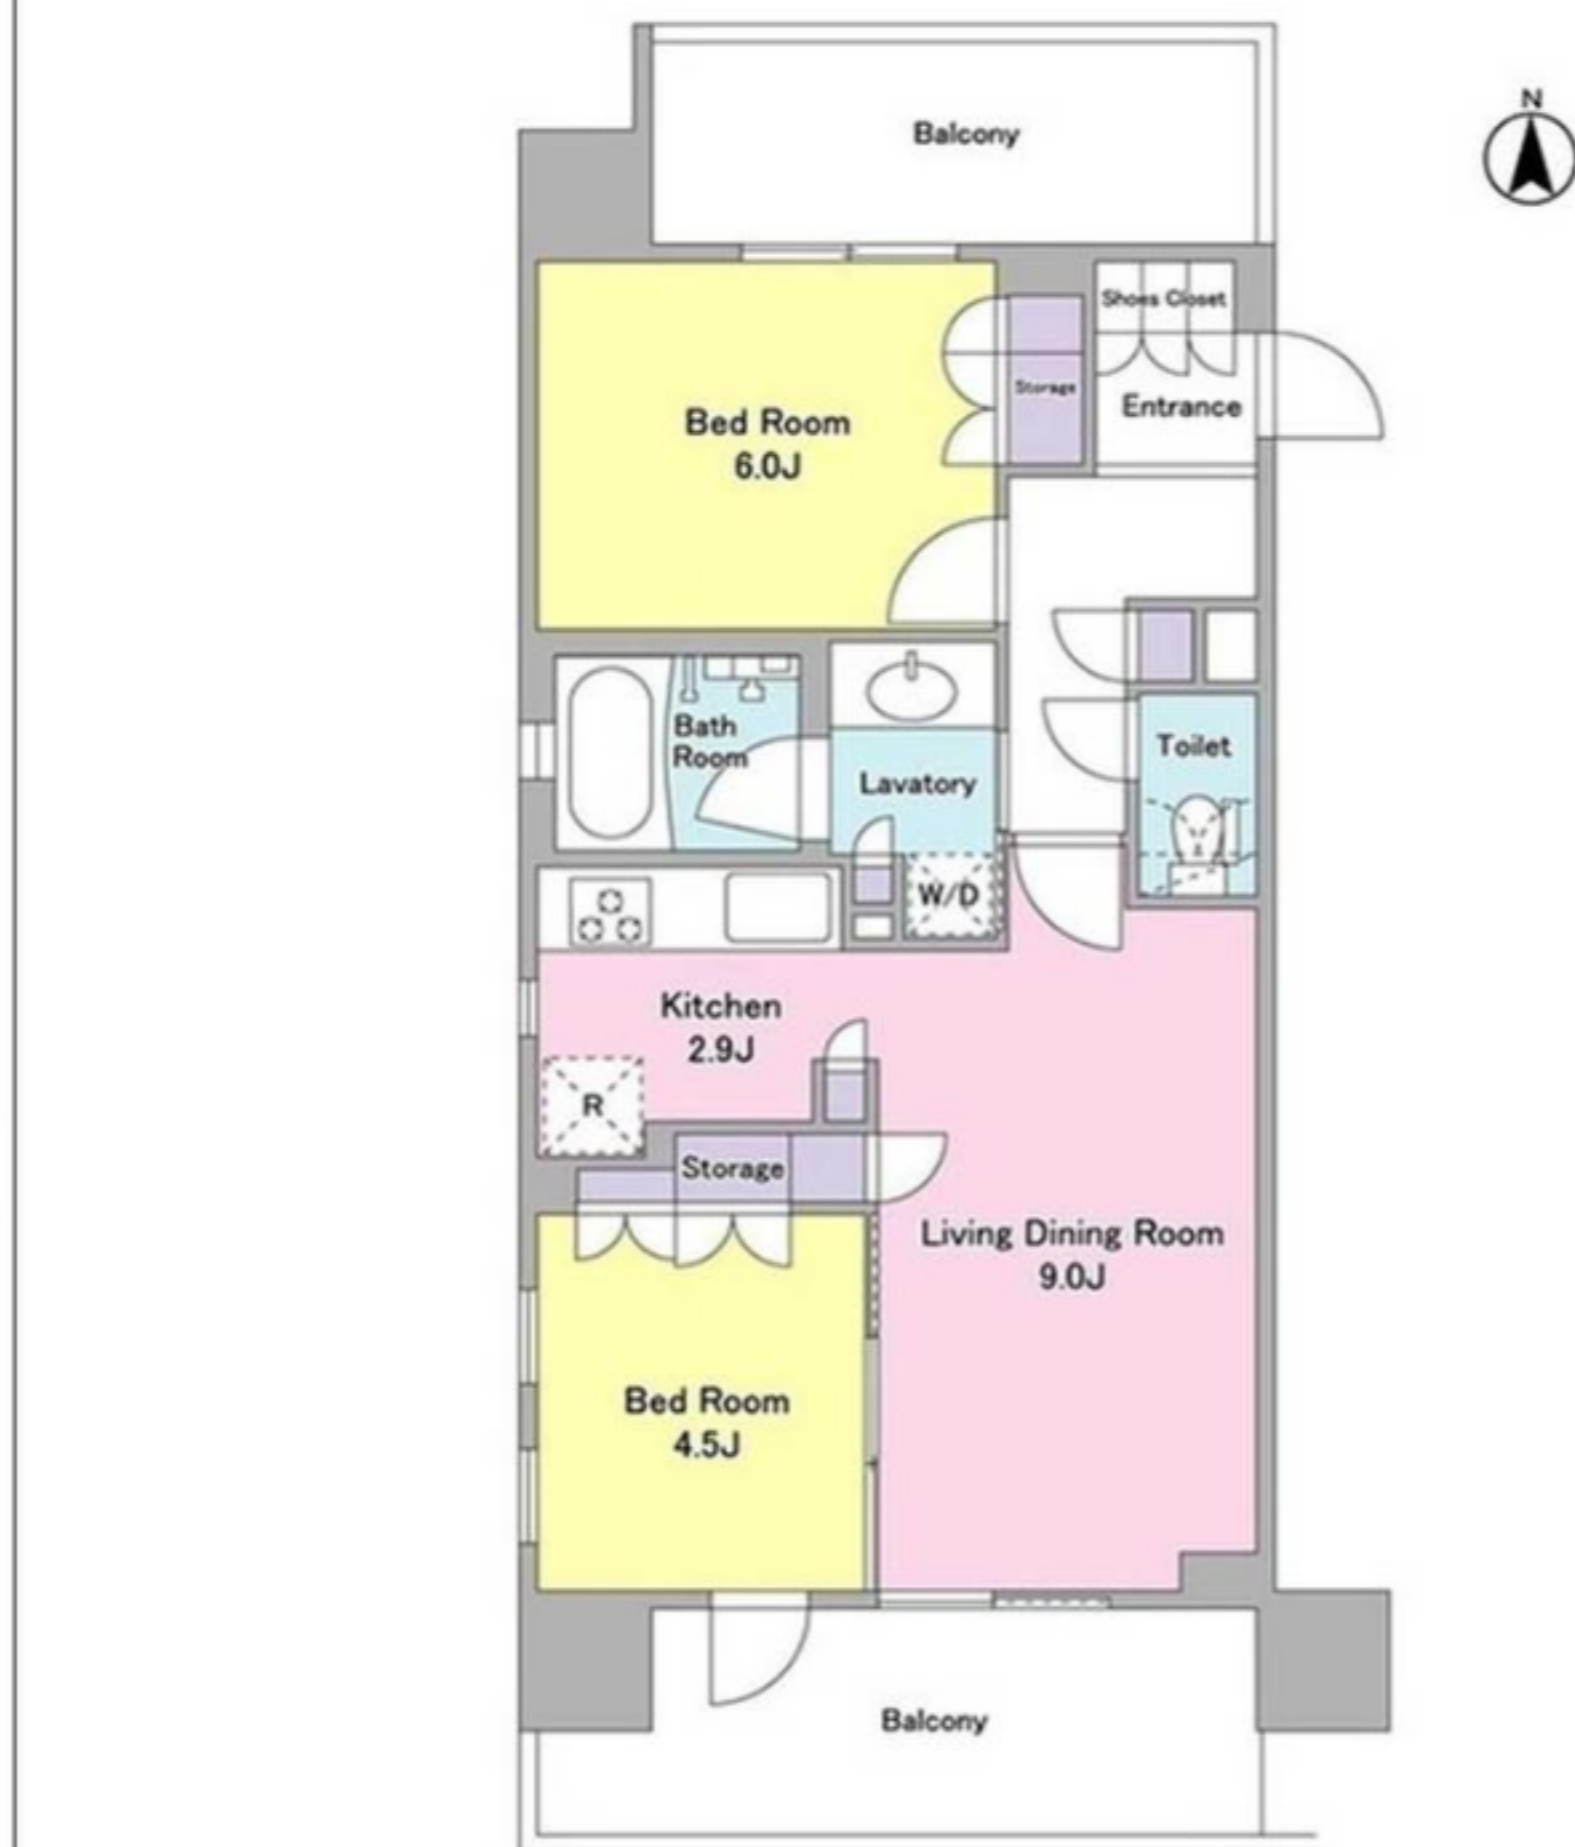 N
Balcony
Shoes Closet
Storage
Entrance
Bed Room
6.0J
Bath
Room
Toilet
Lavatory
W/D
Kitchen
2.9J
R
Storage
Living Dining Room
9.0J
Bed Room
4.5J
Balcony